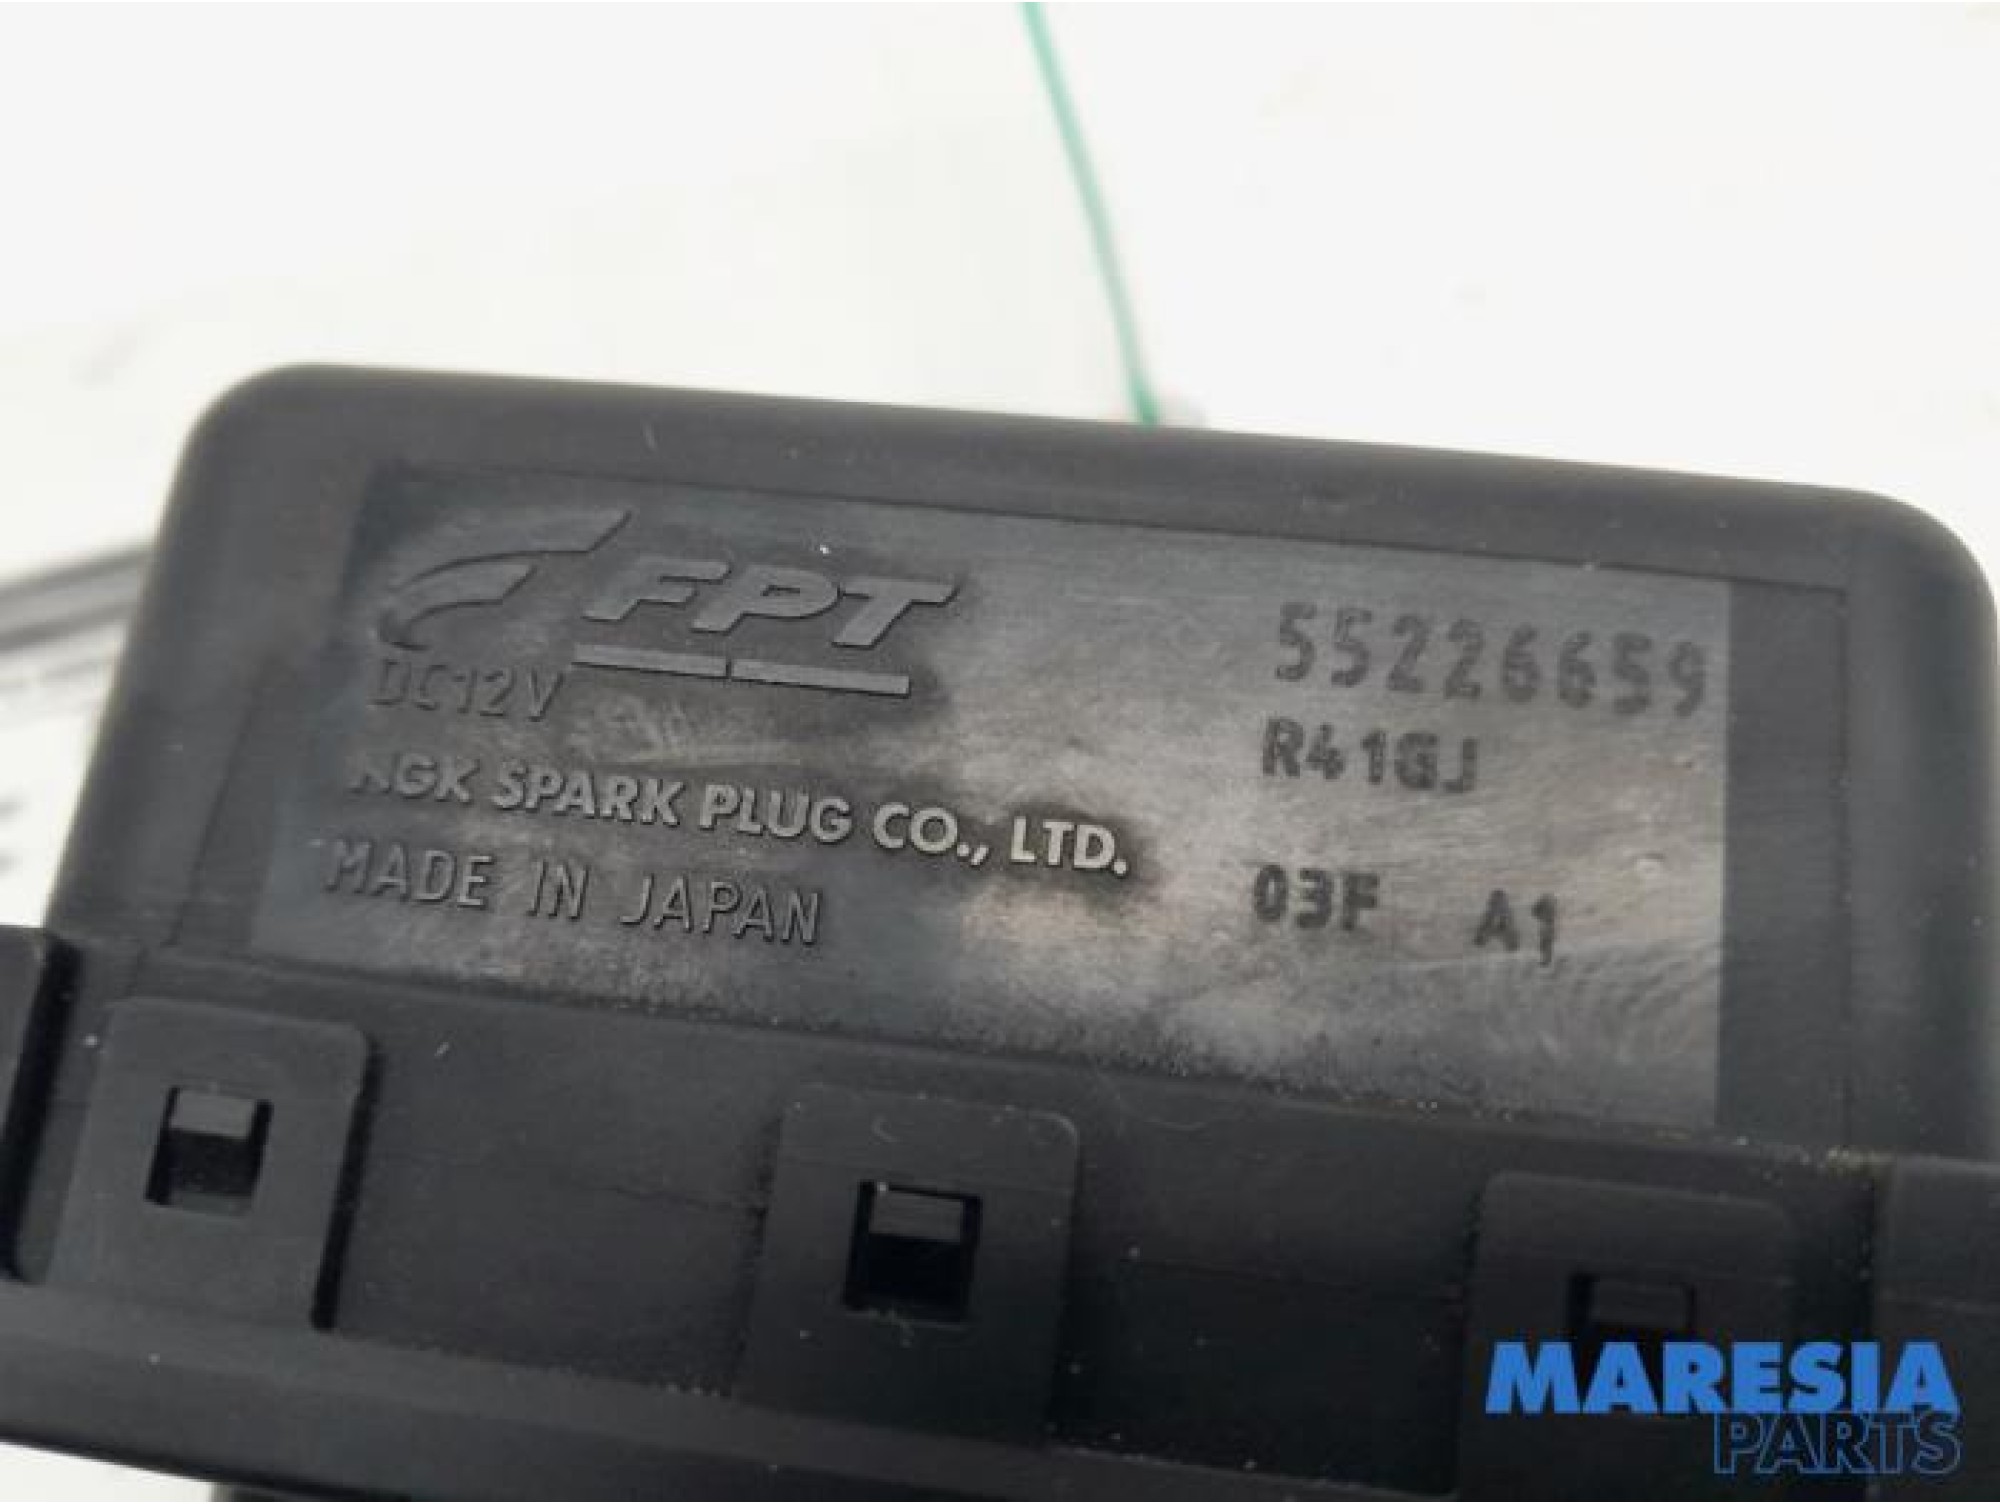 FPT
55226659
DC12V
R41GJ
NGK SPARK PLUG CO., LTD.
MADE IN JAPAN
03F A1
MARESIA
PARTS